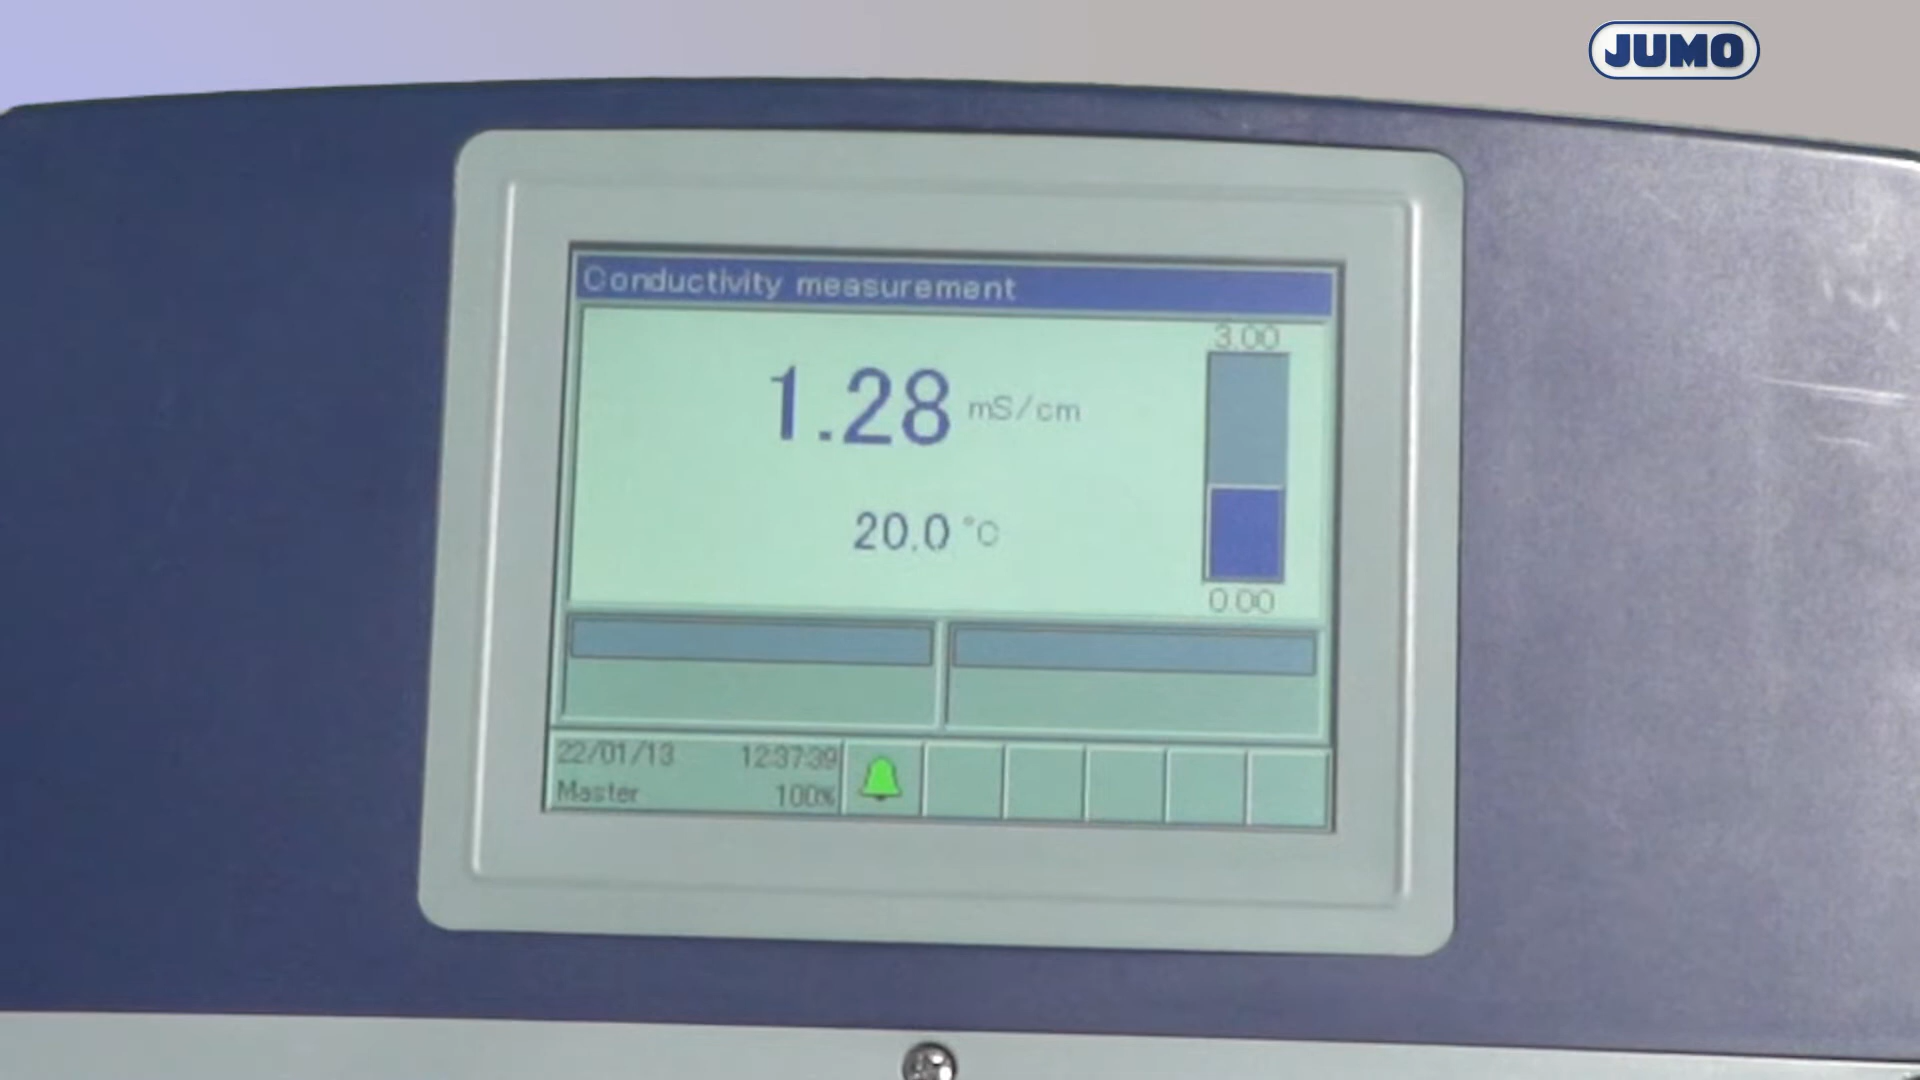 JUMO
Conductivity measurement
3.00
1.28 mS/cm
20.0 °C
0.00
22/01/13 12:37:39
Master 100%